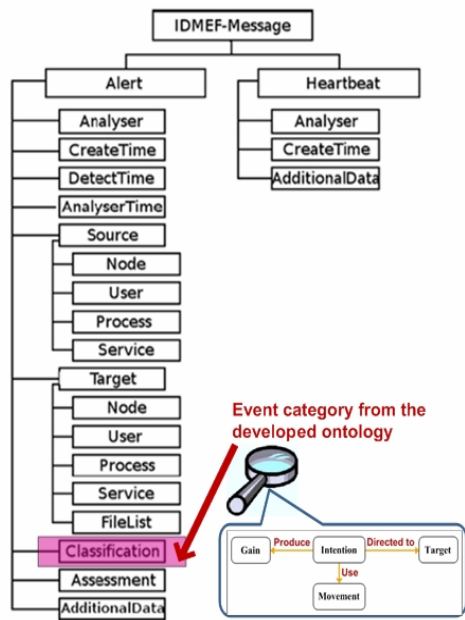 IDMEF-Message
Alert
Heartbeat
Analyser
CreateTime
DetectTime
AnalyserTime
Source
Node
User
Process
Service
Target
Node
User
Process
Service
FileList
Classification
Assessment
AdditionalData
Analyser
CreateTime
AdditionalData
Event category from the
developed ontology
Gain
Produce
Intention
Directed to
Target
Use
Movement